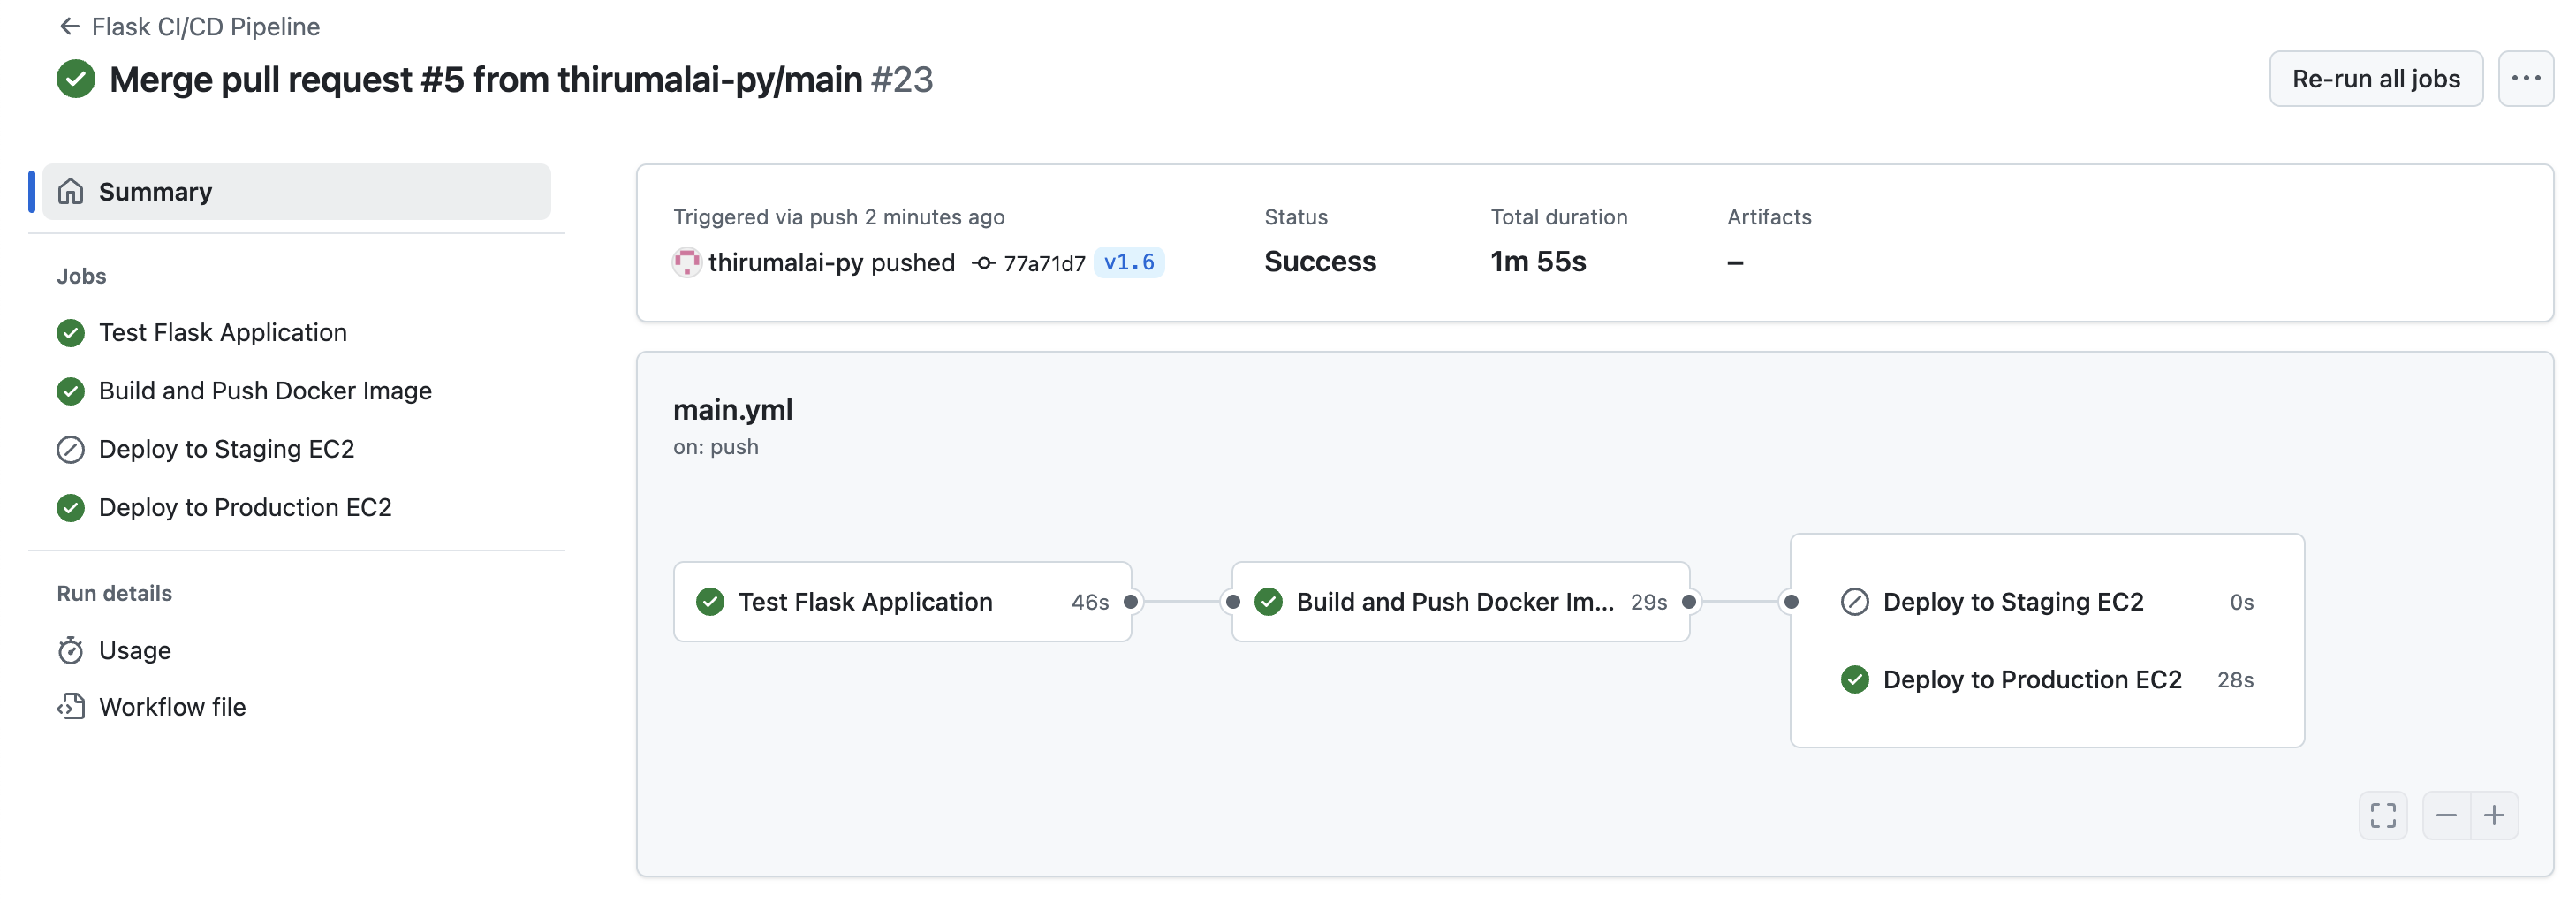 Flask CI/CD Pipeline
Merge pull request #5 from thirumalai-py/main #23
Re-run all jobs
Summary
Jobs
Test Flask Application
Build and Push Docker Image
Deploy to Staging EC2
Deploy to Production EC2
Run details
Usage
Workflow file
Triggered via push 2 minutes ago
thirumalai-py pushed 77a71d7 v1.6
Status
Success
Total duration
1m 55s
Artifacts
–
main.yml
on: push
Test Flask Application 46s
Build and Push Docker Im... 29s
Deploy to Staging EC2 0s
Deploy to Production EC2 28s